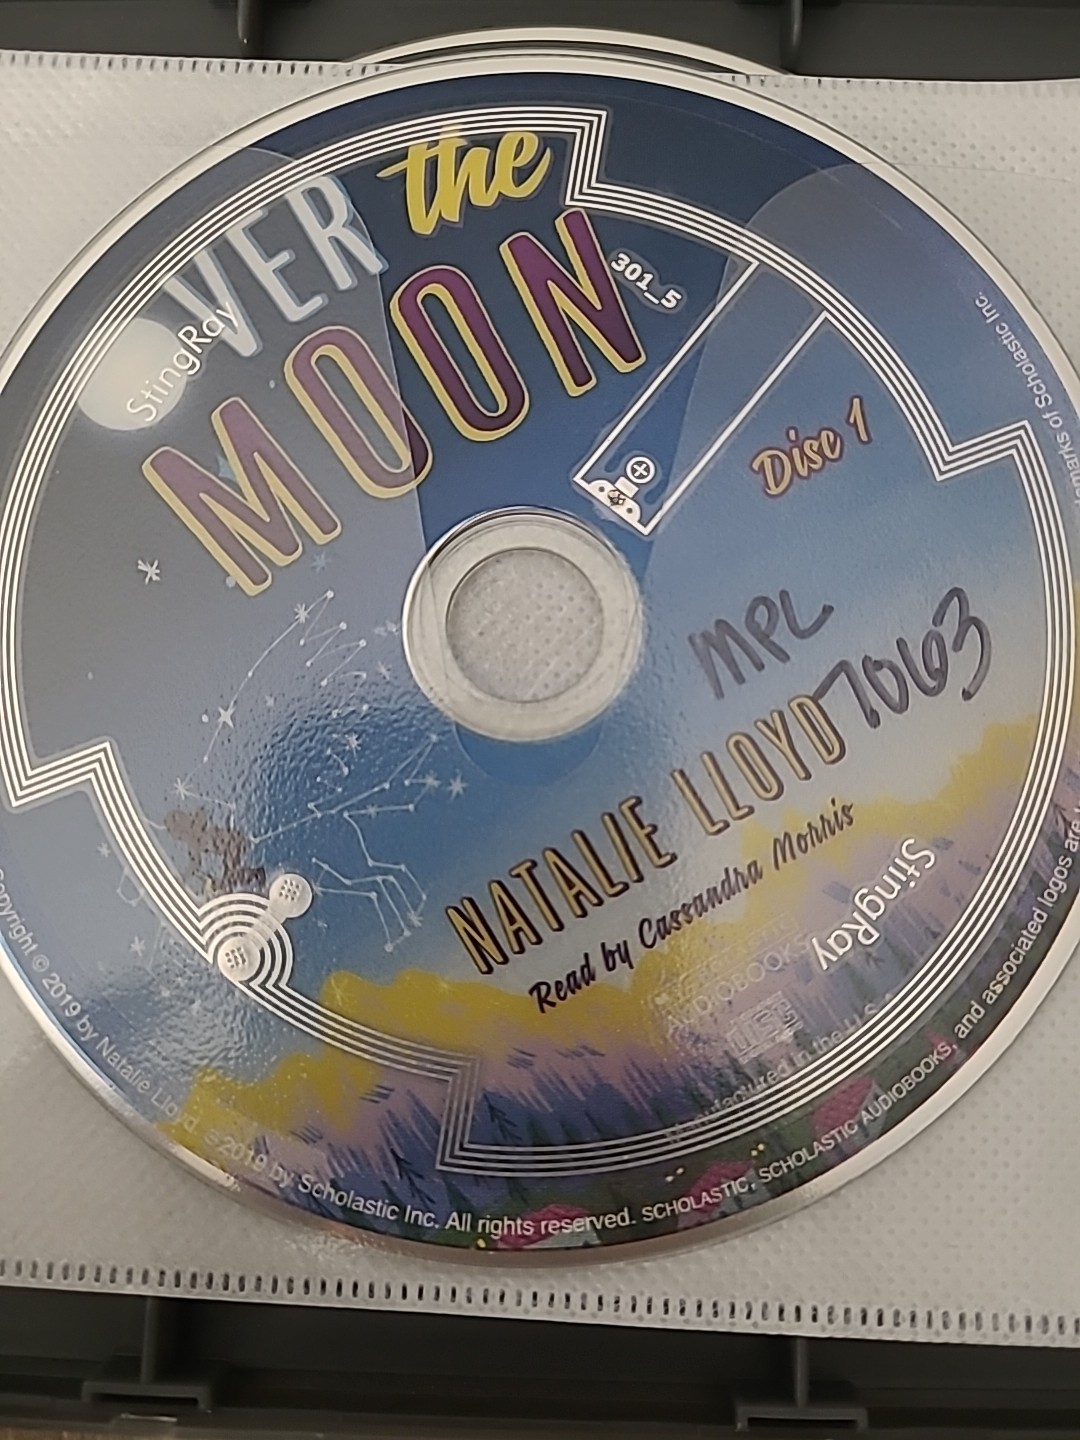 VER the
MOON
StingRay
301_5
Disc 1
MPL
70663
NATALIE LLOYD
Read by Cassandra Morris
StingRay
AUDIOBOOKS
Manufactured in the U.S.
Copyright © 2019 by Natalie Lloyd. ℗2019 by Scholastic Inc. All rights reserved. SCHOLASTIC, SCHOLASTIC AUDIOBOOKS, and associated logos are
marks of Scholastic Inc.